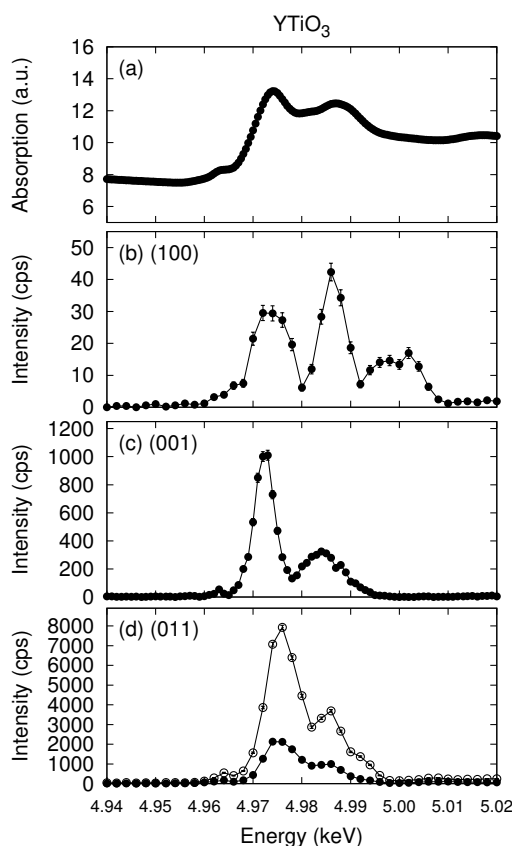 YTiO3
Absorption (a.u.)
16
14
12
10
8
6
(a)
Intensity (cps)
50
40
30
20
10
0
(b) (100)
Intensity (cps)
1200
1000
800
600
400
200
0
(c) (001)
Intensity (cps)
8000
7000
6000
5000
4000
3000
2000
1000
0
(d) (011)
4.94 4.95 4.96 4.97 4.98 4.99 5.00 5.01 5.02
Energy (keV)